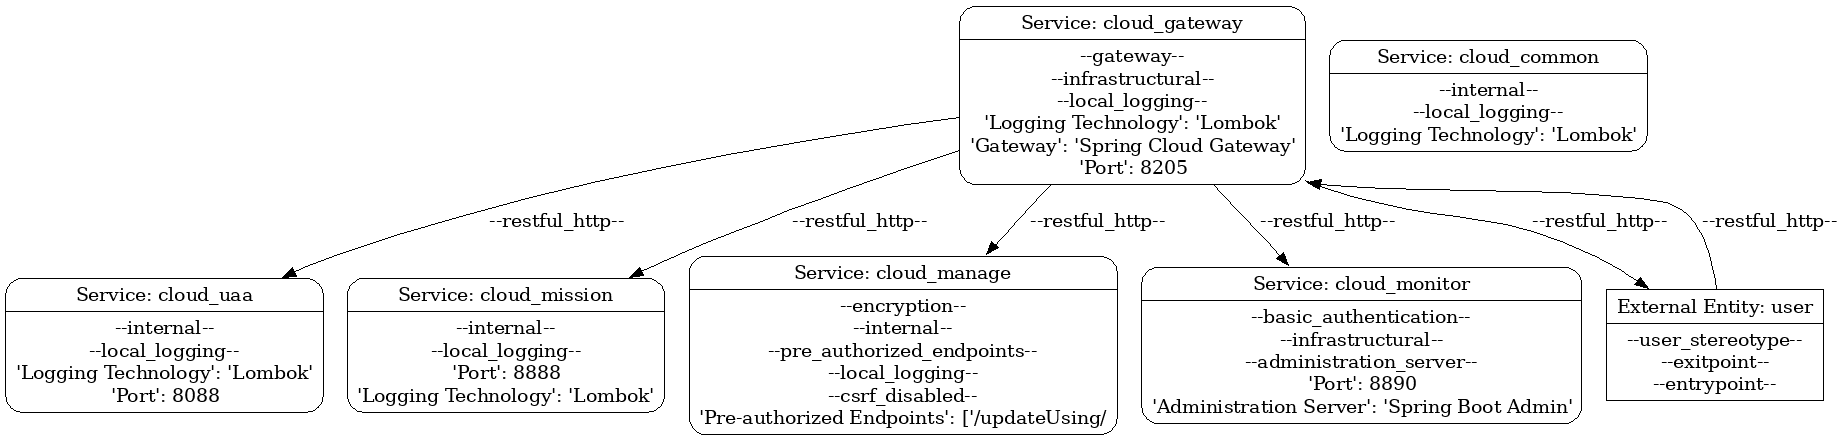 Service: cloud_gateway
--gateway--
--infrastructural--
--local_logging--
'Logging Technology': 'Lombok'
'Gateway': 'Spring Cloud Gateway'
'Port': 8205
Service: cloud_common
--internal--
--local_logging--
'Logging Technology': 'Lombok'
--restful_http--
--restful_http--
--restful_http--
--restful_http--
--restful_http--
--restful_http--
Service: cloud_uaa
--internal--
--local_logging--
'Logging Technology': 'Lombok'
'Port': 8088
Service: cloud_mission
--internal--
--local_logging--
'Port': 8888
'Logging Technology': 'Lombok'
Service: cloud_manage
--encryption--
--internal--
--pre_authorized_endpoints--
--local_logging--
--csrf_disabled--
'Pre-authorized Endpoints': ['/updateUsing/
Service: cloud_monitor
--basic_authentication--
--infrastructural--
--administration_server--
'Port': 8890
'Administration Server': 'Spring Boot Admin'
External Entity: user
--user_stereotype--
--exitpoint--
--entrypoint--